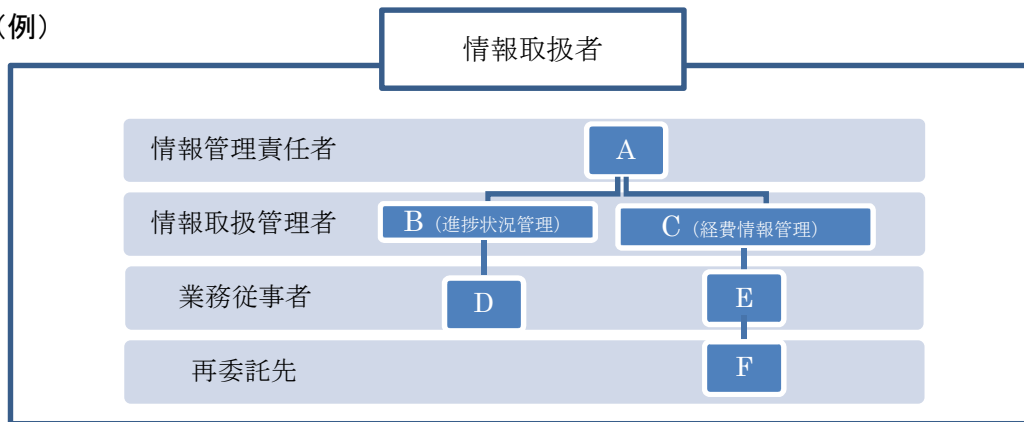 （例）
情報取扱者
情報管理責任者
A
情報取扱管理者
B（進捗状況管理）
C（経費情報管理）
業務従事者
D
E
再委託先
F